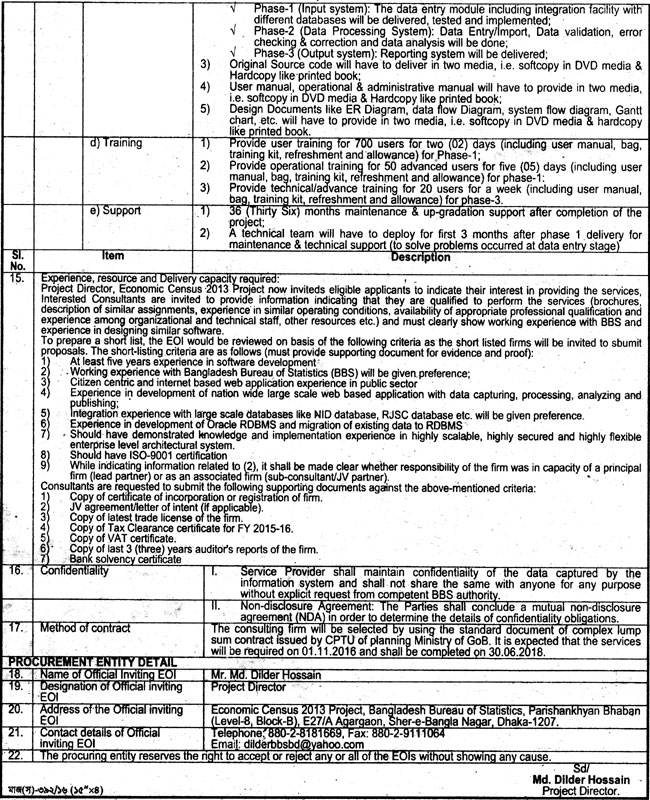 √ Phase-1 (Input system): The data entry module including integration facility with
different databases will be delivered, tested and implemented;
√ Phase-2 (Data Processing System): Data Entry/Import, Data validation, error
checking & correction and data analysis will be done;
√ Phase-3 (Output system): Reporting system will be delivered;
3) Original Source code will have to deliver in two media, i.e. softcopy in DVD media &
Hardcopy like printed book;
4) User manual, operational & administrative manual will have to provide in two media,
i.e. softcopy in DVD media & Hardcopy like printed book;
5) Design Documents like ER Diagram, data flow Diagram, system flow diagram, Gantt
chart, etc. will have to provide in two media, i.e. softcopy in DVD media & hardcopy
like printed book.
d) Training 1) Provide user training for 700 users for two (02) days (including user manual, bag,
training kit, refreshment and allowance) for Phase-1;
2) Provide operational training for 50 advanced users for five (05) days (including user
manual, bag, training kit, refreshment and allowance) for phase-1:
3) Provide technical/advance training for 20 users for a week (including user manual,
bag, training kit, refreshment and allowance) for phase-3.
e) Support 1) 36 (Thirty Six) months maintenance & up-gradation support after completion of the
project;
2) A technical team will have to deploy for first 3 months after phase 1 delivery for
maintenance & technical support (to solve problems occurred at data entry stage)
Sl. No. Item Description
15. Experience, resource and Delivery capacity required:
Project Director, Economic Census 2013 Project now inviteds eligible applicants to indicate their interest in providing the services,
Interested Consultants are invited to provide information indicating that they are qualified to perform the services (brochures,
description of similar assignments, experience in similar operating conditions, availability of appropriate professional qualification and
experience among organizational and technical staff, other resources etc.) and must clearly show working experience with BBS and
experience in designing similar software.
To prepare a short list, the EOI would be reviewed on basis of the following criteria as the short listed firms will be invited to sbumit
proposals. The short-listing criteria are as follows (must provide supporting document for evidence and proof):
1) At least five years experience in software development
2) Working experience with Bangladesh Bureau of Statistics (BBS) will be given preference;
3) Citizen centric and internet based web application experience in public sector
4) Experience in development of nation wide large scale web based application with data capturing, processing, analyzing and
publishing;
5) Integration experience with large scale databases like NID database, RJSC database etc. will be given preference.
6) Experience in development of Oracle RDBMS and migration of existing data to RDBMS
7) Should have demonstrated knowledge and implementation experience in highly scalable, highly secured and highly flexible
enterprise level architectural system.
8) Should have ISO-9001 certification
9) While indicating information related to (2), it shall be made clear whether responsibility of the firm was in capacity of a principal
firm (lead partner) or as an associated firm (sub-consultant/JV partner).
Consultants are requested to submit the following supporting documents against the above-mentioned criteria:
1) Copy of certificate of incorporation or registration of firm.
2) JV agreement/letter of intent (if applicable).
3) Copy of latest trade license of the firm.
4) Copy of Tax Clearance certificate for FY 2015-16.
5) Copy of VAT certificate.
6) Copy of last 3 (three) years auditor's reports of the firm.
7) Bank solvency certificate
16. Confidentiality I. Service Provider shall maintain confidentiality of the data captured by the
information system and shall not share the same with anyone for any purpose
without explicit request from competent BBS authority.
II. Non-disclosure Agreement: The Parties shall conclude a mutual non-disclosure
agreement (NDA) in order to determine the details of confidentiality obligations.
17. Method of contract The consulting firm will be selected by using the standard document of complex lump
sum contract issued by CPTU of planning Ministry of GoB. It is expected that the services
will be required on 01.11.2016 and shall be completed on 30.06.2018.
PROCUREMENT ENTITY DETAIL
18. Name of Official Inviting EOI Mr. Md. Dilder Hossain
19. Designation of Official inviting EOI Project Director
20. Address of the Official inviting EOI Economic Census 2013 Project, Bangladesh Bureau of Statistics, Parishankhyan Bhaban
(Level-8, Block-B), E27/A Agargaon, Sher-e-Bangla Nagar, Dhaka-1207.
21. Contact details of Official inviting EOI Telephone: 880-2-8181669, Fax: 880-2-9111064
Email: dilderbbsbd@yahoo.com
22. The procuring entity reserves the right to accept or reject any or all of the EOIs without showing any cause.
Sd/
Md. Dilder Hossain
Project Director.
মাজ(স)-৩৯২/১৬ (১৫"×৪)